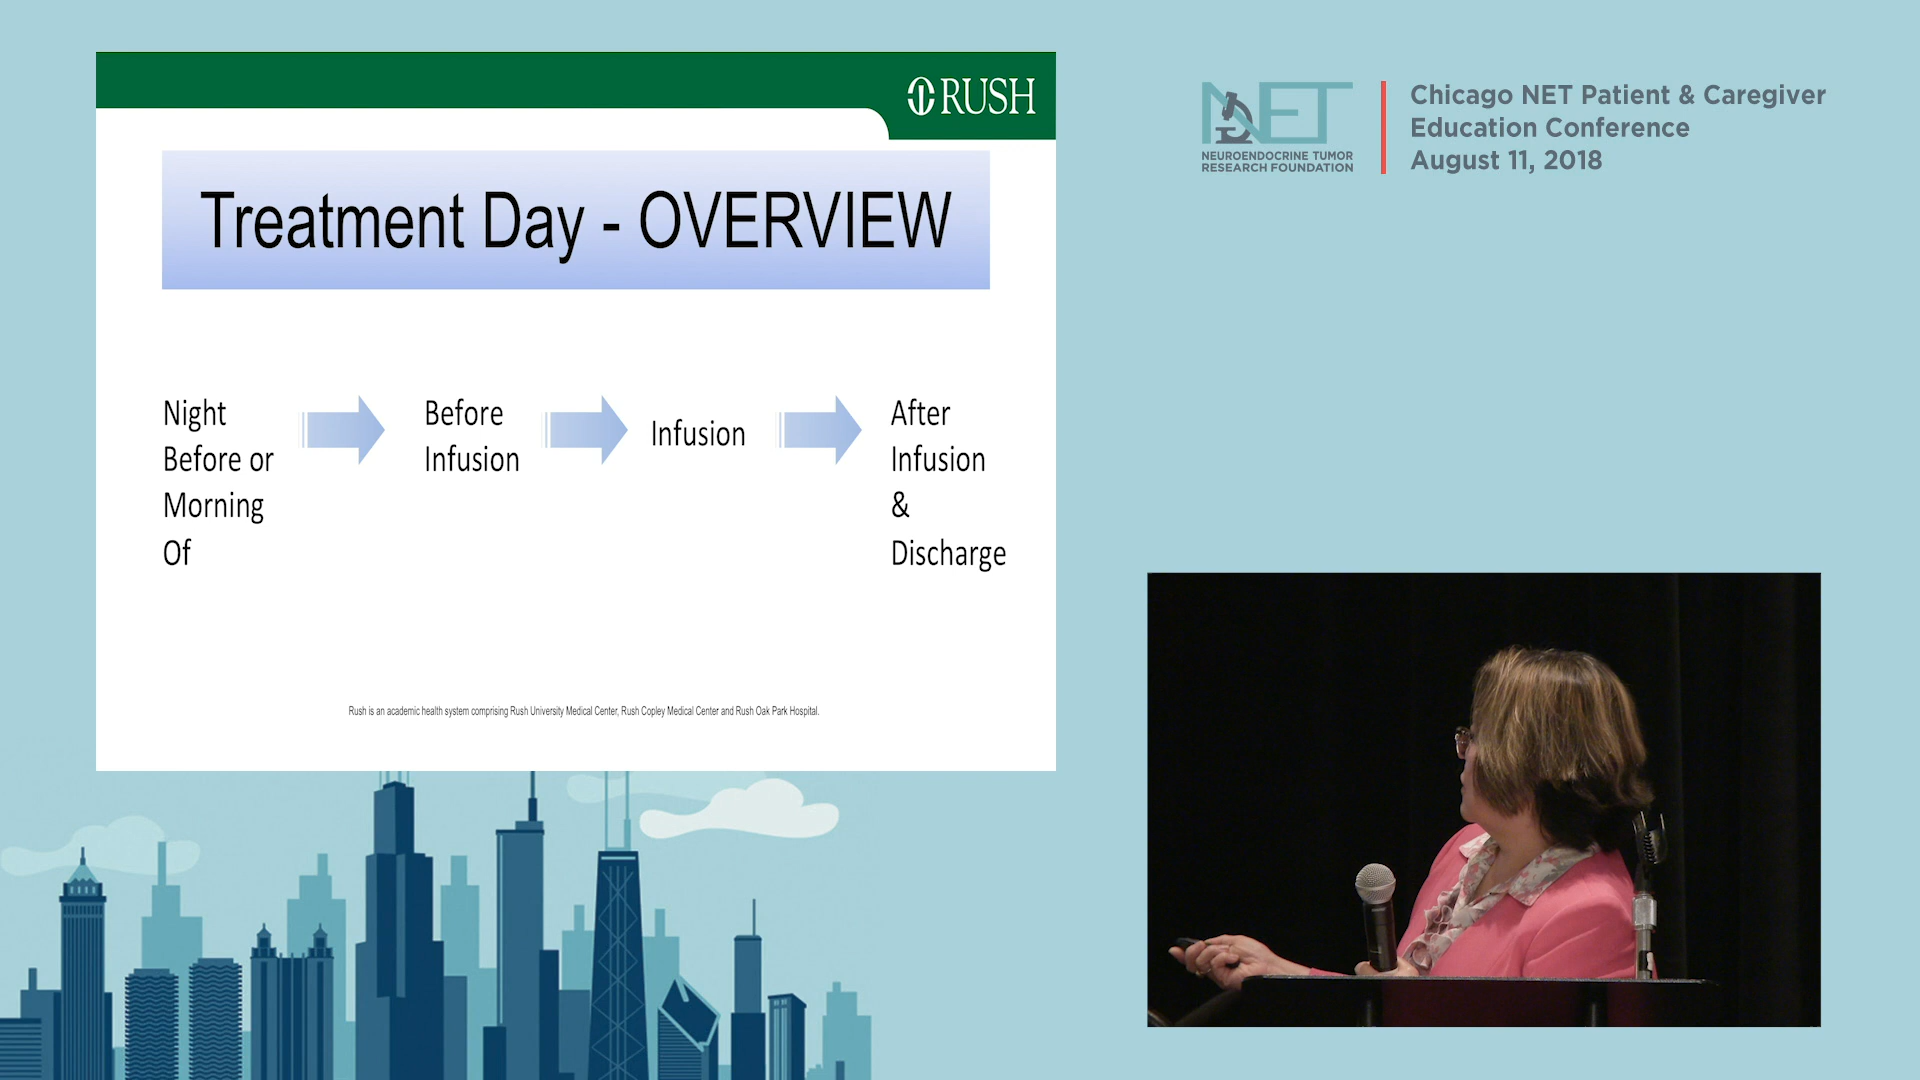 RUSH
Treatment Day - OVERVIEW
Night
Before or
Morning
Of
Before
Infusion
Infusion
After
Infusion
&
Discharge
Rush is an academic health system comprising Rush University Medical Center, Rush Copley Medical Center and Rush Oak Park Hospital.
NET
NEUROENDOCRINE TUMOR
RESEARCH FOUNDATION
Chicago NET Patient & Caregiver
Education Conference
August 11, 2018